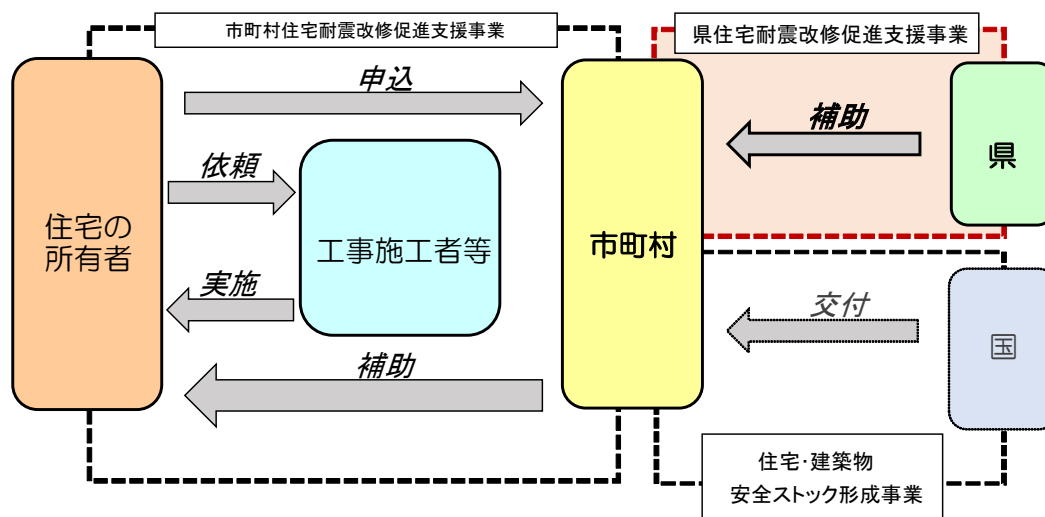 市町村住宅耐震改修促進支援事業
県住宅耐震改修促進支援事業
申込
補助
依頼
県
住宅の
所有者
工事施工者等
市町村
実施
交付
国
補助
住宅･建築物
安全ストック形成事業